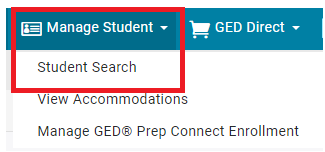 Manage Student GED Direct
Student Search
View Accommodations
Manage GED® Prep Connect Enrollment